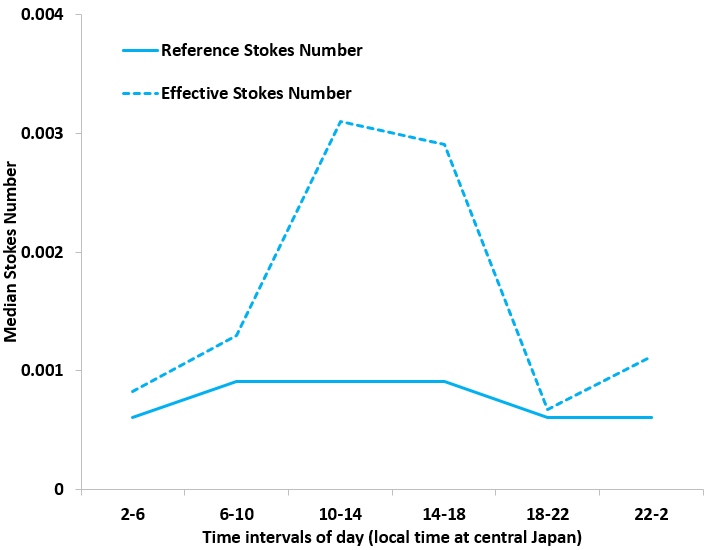 0.004
Reference Stokes Number
Effective Stokes Number
0.003
0.002
0.001
0
Median Stokes Number
2-6 6-10 10-14 14-18 18-22 22-2
Time intervals of day (local time at central Japan)